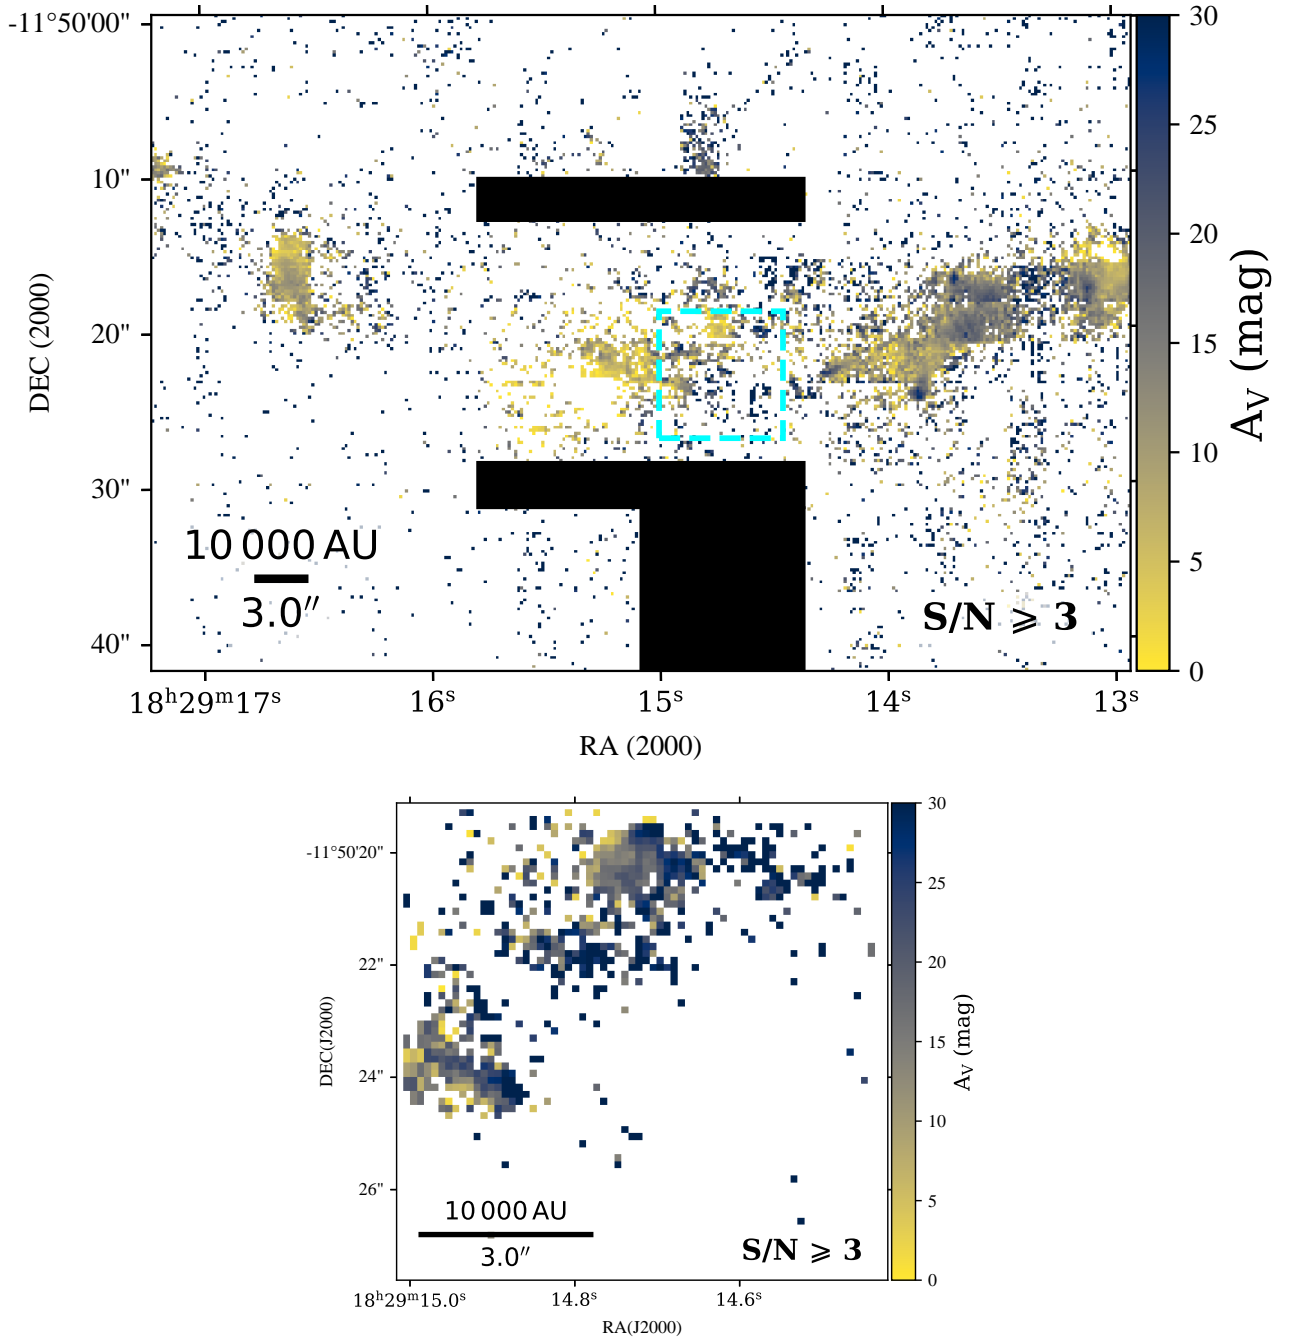 -11°50'00"
10"
20"
30"
40"
DEC (2000)
10 000 AU
3.0″
S/N ⩾ 3
18ʰ29ᵐ17ˢ
16ˢ
15ˢ
14ˢ
13ˢ
RA (2000)
30
25
20
15
10
5
0
Aᵥ (mag)
-11°50'20"
22"
24"
26"
DEC(J2000)
10 000 AU
3.0″
S/N ⩾ 3
18ʰ29ᵐ15.0ˢ
14.8ˢ
14.6ˢ
RA(J2000)
30
25
20
15
10
5
0
Aᵥ (mag)